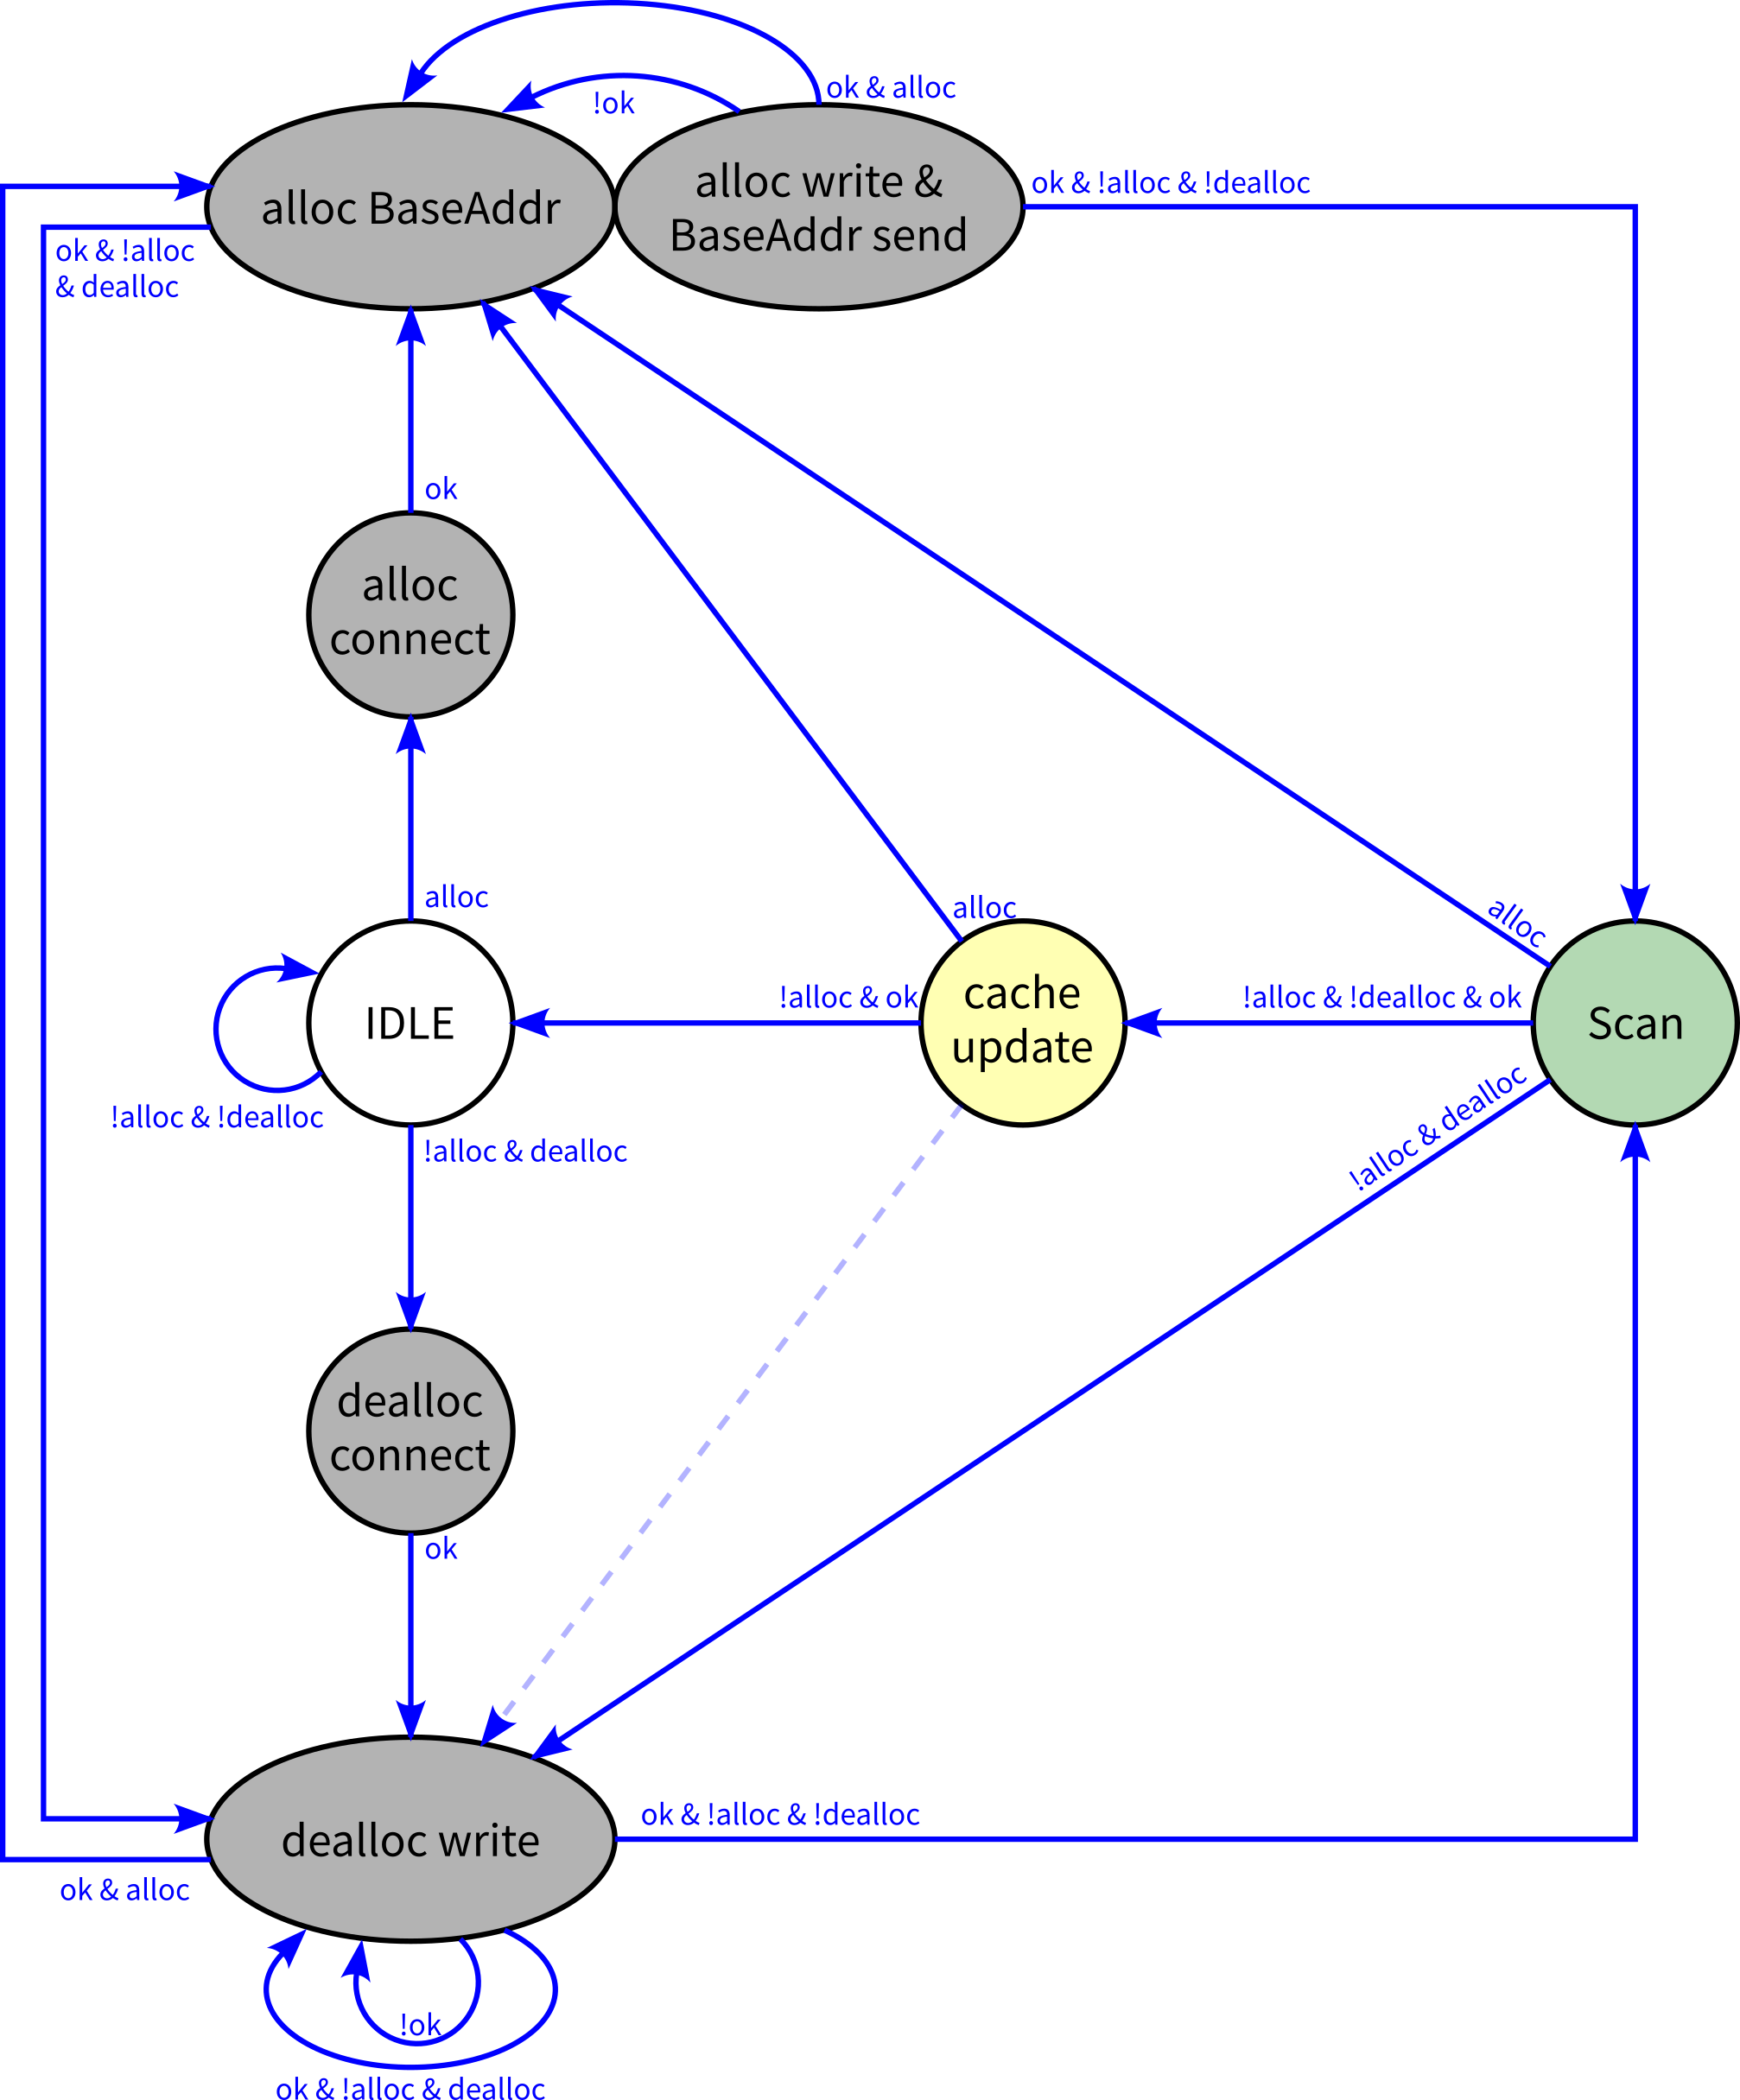 ok & alloc
!ok
alloc BaseAddr
alloc write &
BaseAddr send
ok & !alloc & !dealloc
ok & !alloc
& dealloc
ok
alloc
connect
alloc
alloc
alloc
IDLE
!alloc & ok
cache
update
!alloc & !dealloc & ok
Scan
!alloc & !dealloc
!alloc & dealloc
!alloc & dealloc
dealloc
connect
ok
dealloc write
ok & !alloc & !dealloc
ok & alloc
!ok
ok & !alloc & dealloc